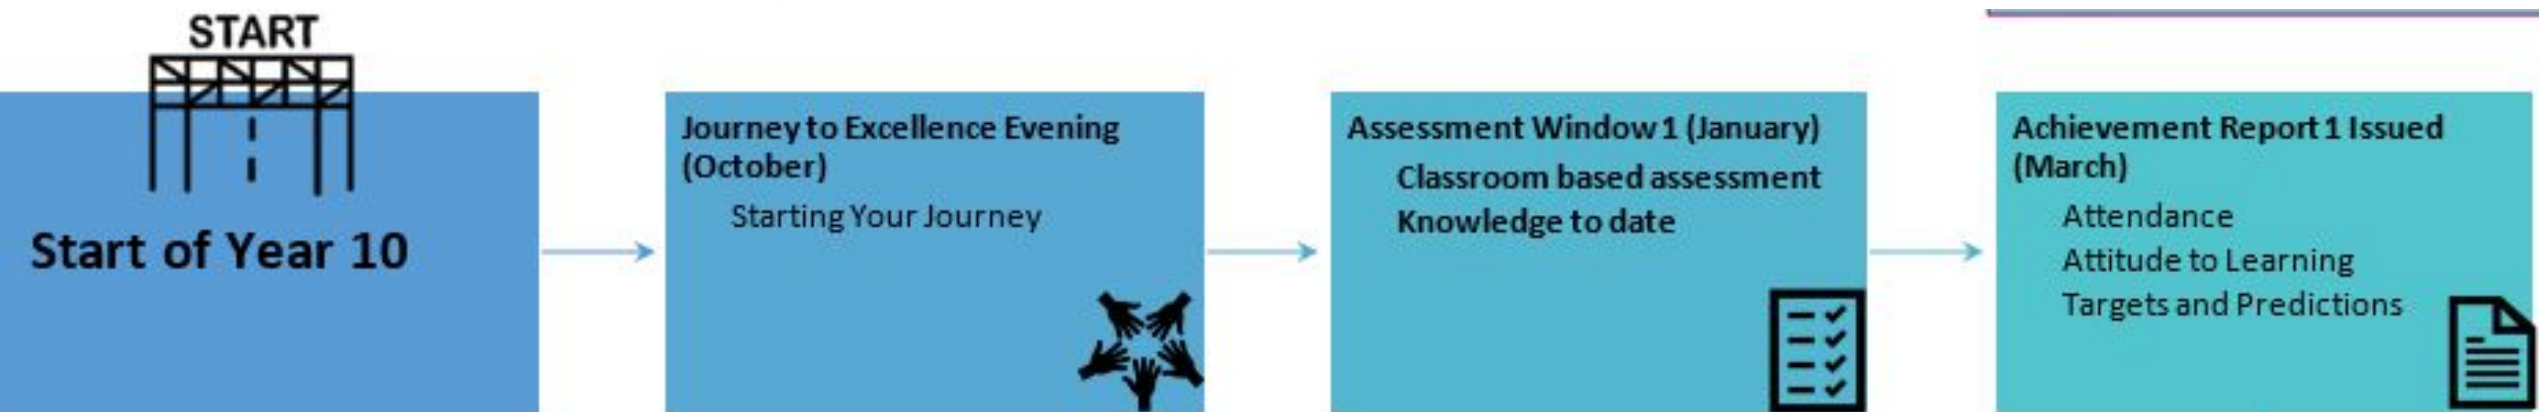 START
Start of Year 10
Journey to Excellence Evening
(October)
Starting Your Journey
Assessment Window 1 (January)
Classroom based assessment
Knowledge to date
Achievement Report 1 Issued
(March)
Attendance
Attitude to Learning
Targets and Predictions